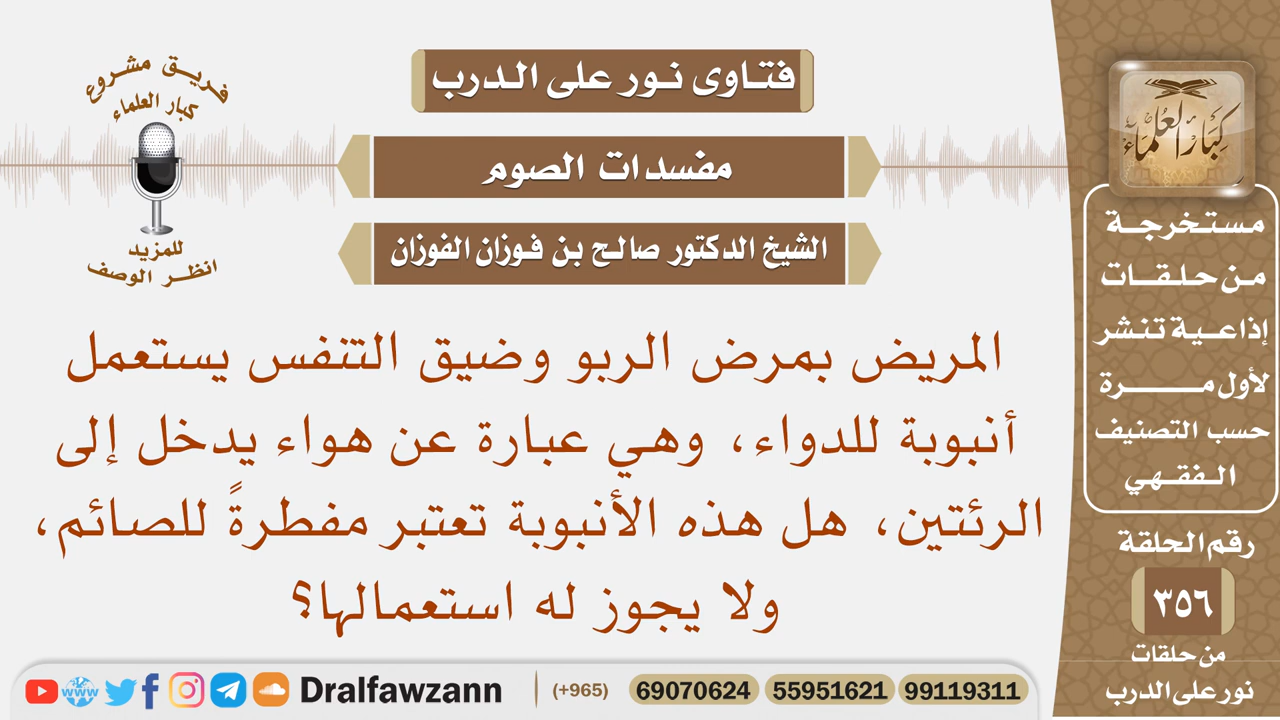 فتاوى نور على الدرب
مفسدات الصوم
الشيخ الدكتور صالح بن فوزان الفوزان
المريض بمرض الربو وضيق التنفس يستعمل
أنبوبة للدواء، وهي عبارة عن هواء يدخل إلى
الرئتين، هل هذه الأنبوبة تعتبر مفطرةً للصائم،
ولا يجوز له استعمالها؟
فريق مشروع
كبار العلماء
للمزيد
انظر الوصف
كبار العلماء
مستخرجة
من حلقات
إذاعية تنشر
لأول مرة
حسب التصنيف
الفقهي
رقم الحلقة
٣٥٦
من حلقات
نور على الدرب
www Dralfawzann (+965) 69070624 55951621 99119311